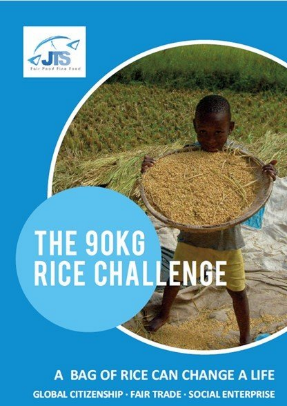 JTS
Fair Food Fine Food
THE 90KG
RICE CHALLENGE
A BAG OF RICE CAN CHANGE A LIFE
GLOBAL CITIZENSHIP · FAIR TRADE · SOCIAL ENTERPRISE